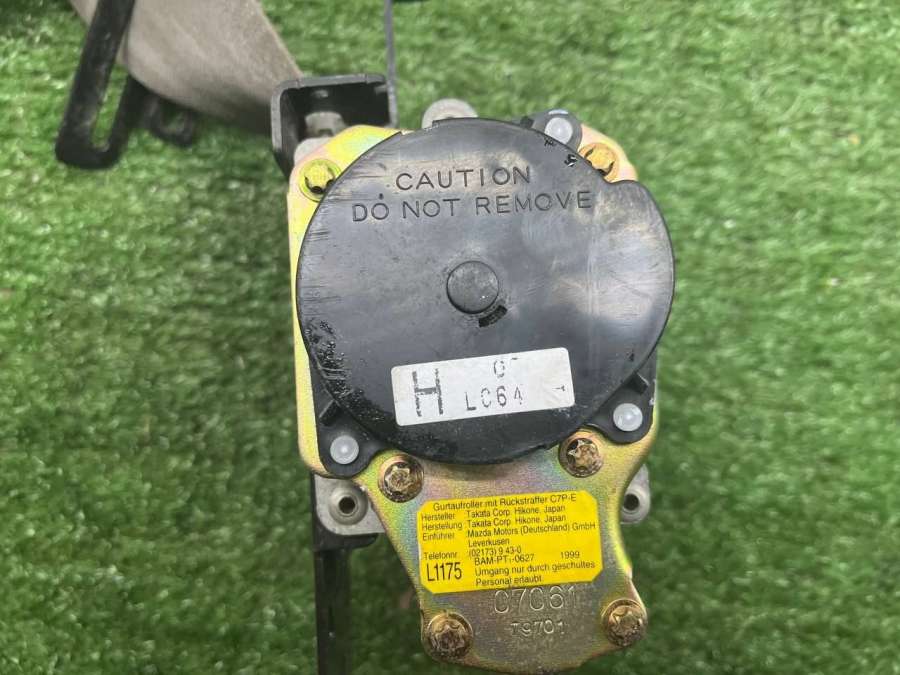 CAUTION
DO NOT REMOVE
H
LC64
Gurtaufroller mit Rückstraffer C7P-E
Hersteller :Takata Corp. Hikone, Japan
Herstellung :Takata Corp. Hikone, Japan
Einführer :Mazda Motors (Deutschland) GmbH
Leverkusen
Telefonnr. :(02173) 9 43-0
BAM-PT1-0627 1999
L1175 Umgang nur durch geschultes
Personal erlaubt.
C7C61
T9701